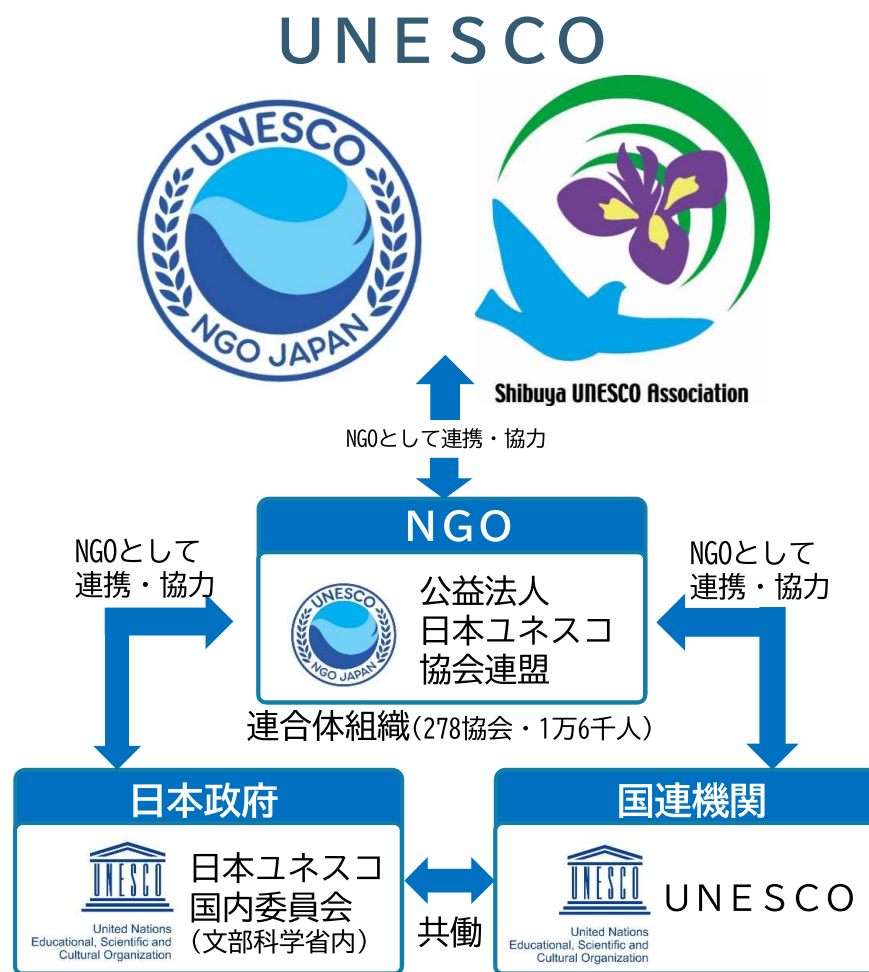 UNESCO
UNESCO
NGO JAPAN
Shibuya UNESCO Association
NGOとして連携・協力
NGO
NGOとして
連携・協力
NGOとして
連携・協力
UNESCO
NGO JAPAN
公益法人
日本ユネスコ
協会連盟
連合体組織(278協会・1万6千人)
日本政府
国連機関
UNESCO
United Nations
Educational, Scientific and
Cultural Organization
日本ユネスコ
国内委員会
(文部科学省内)
共働
UNESCO
United Nations
Educational, Scientific and
Cultural Organization
UNESCO